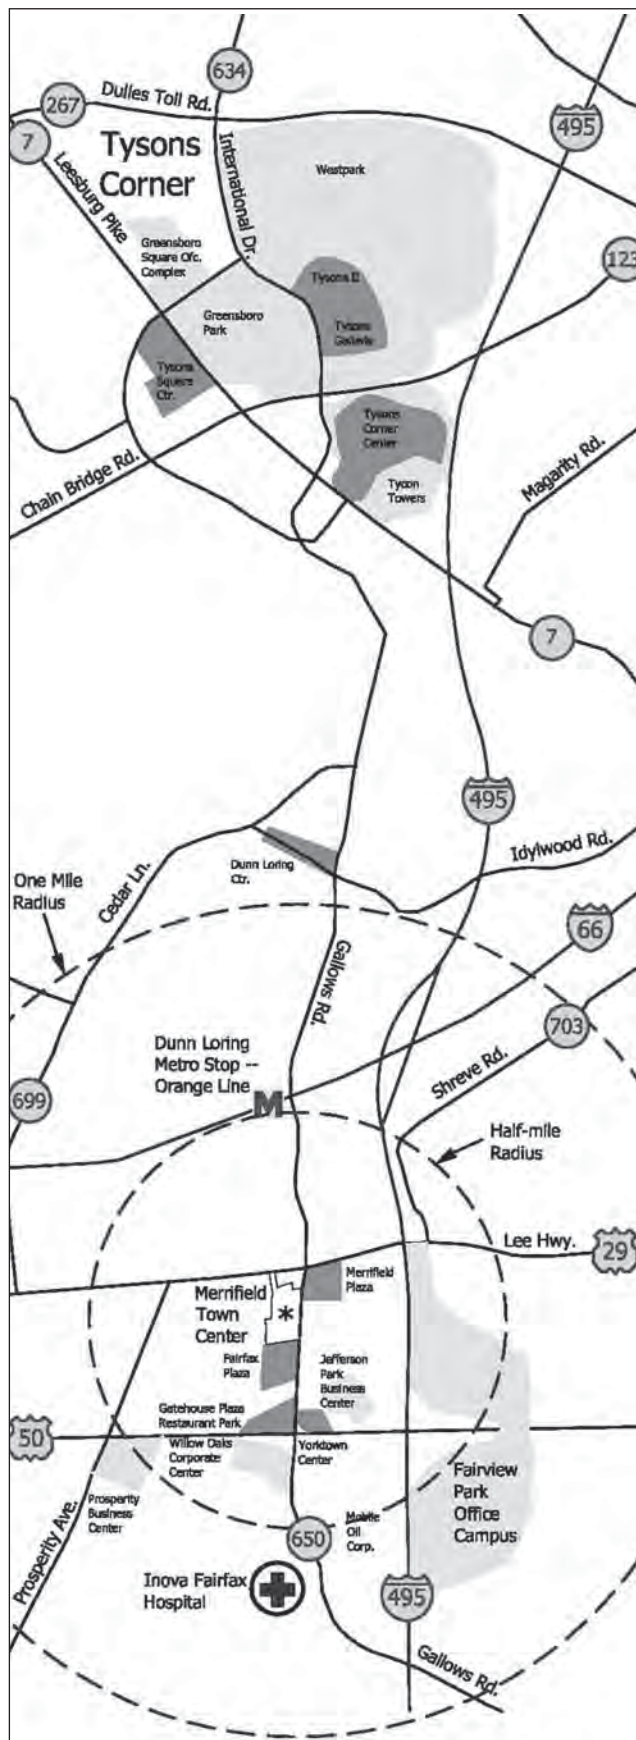 634
Dulles Toll Rd.
267
495
7
Tysons
Corner
International Dr.
Westpark
Leesburg Pike
Greensboro
Square Ofc.
Complex
123
Tysons II
Greensboro
Park
Tysons
Galleria
Tysons
Square
Ctr.
Tysons
Corner
Center
Chain Bridge Rd.
Magarity Rd.
Tycon
Towers
7
495
Idylwood Rd.
Dunn Loring
Ctr.
Cedar Ln.
One Mile
Radius
66
Gallows Rd.
703
Dunn Loring
Metro Stop --
Orange Line
M
Shreve Rd.
699
Half-mile
Radius
Lee Hwy.
29
Merrifield
Plaza
Merrifield
Town
Center
*
Fairfax
Plaza
Jefferson
Park
Business
Center
Gatehouse Plaza
Restaurant Park
50
Willow Oaks
Corporate
Center
Yorktown
Center
Fairview
Park
Office
Campus
Prosperity
Business
Center
Mobile
Oil
Corp.
650
Prosperity Ave.
Inova Fairfax
Hospital
495
Gallows Rd.